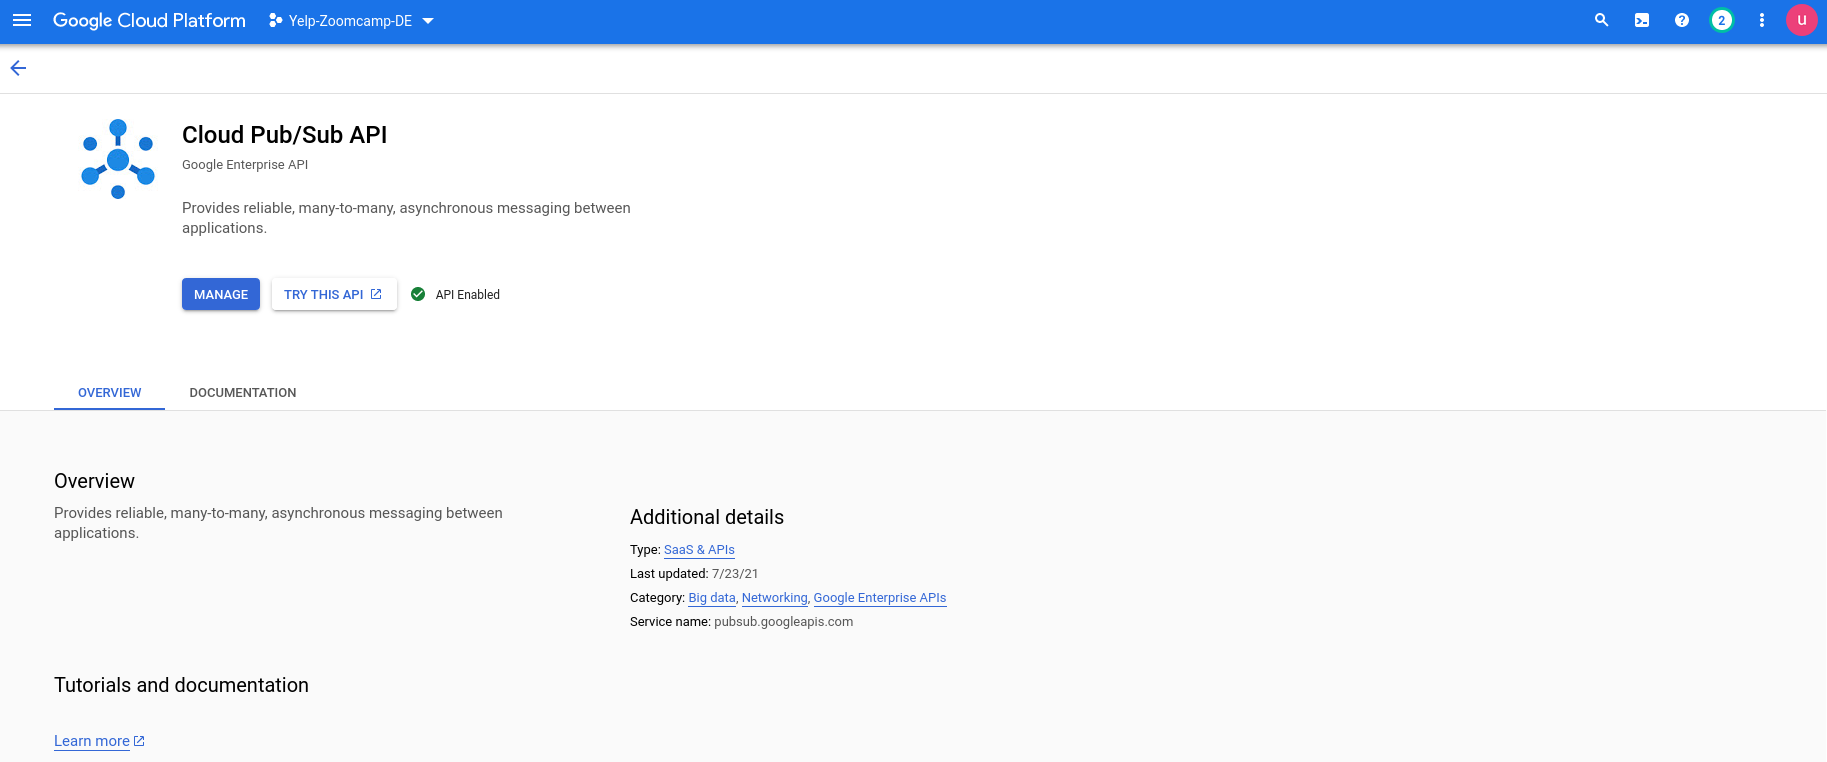 Google Cloud Platform
Yelp-Zoomcamp-DE
2
u
Cloud Pub/Sub API
Google Enterprise API
Provides reliable, many-to-many, asynchronous messaging between
applications.
MANAGE
TRY THIS API
API Enabled
OVERVIEW
DOCUMENTATION
Overview
Provides reliable, many-to-many, asynchronous messaging between
applications.
Additional details
Type: SaaS & APIs
Last updated: 7/23/21
Category: Big data, Networking, Google Enterprise APIs
Service name: pubsub.googleapis.com
Tutorials and documentation
Learn more